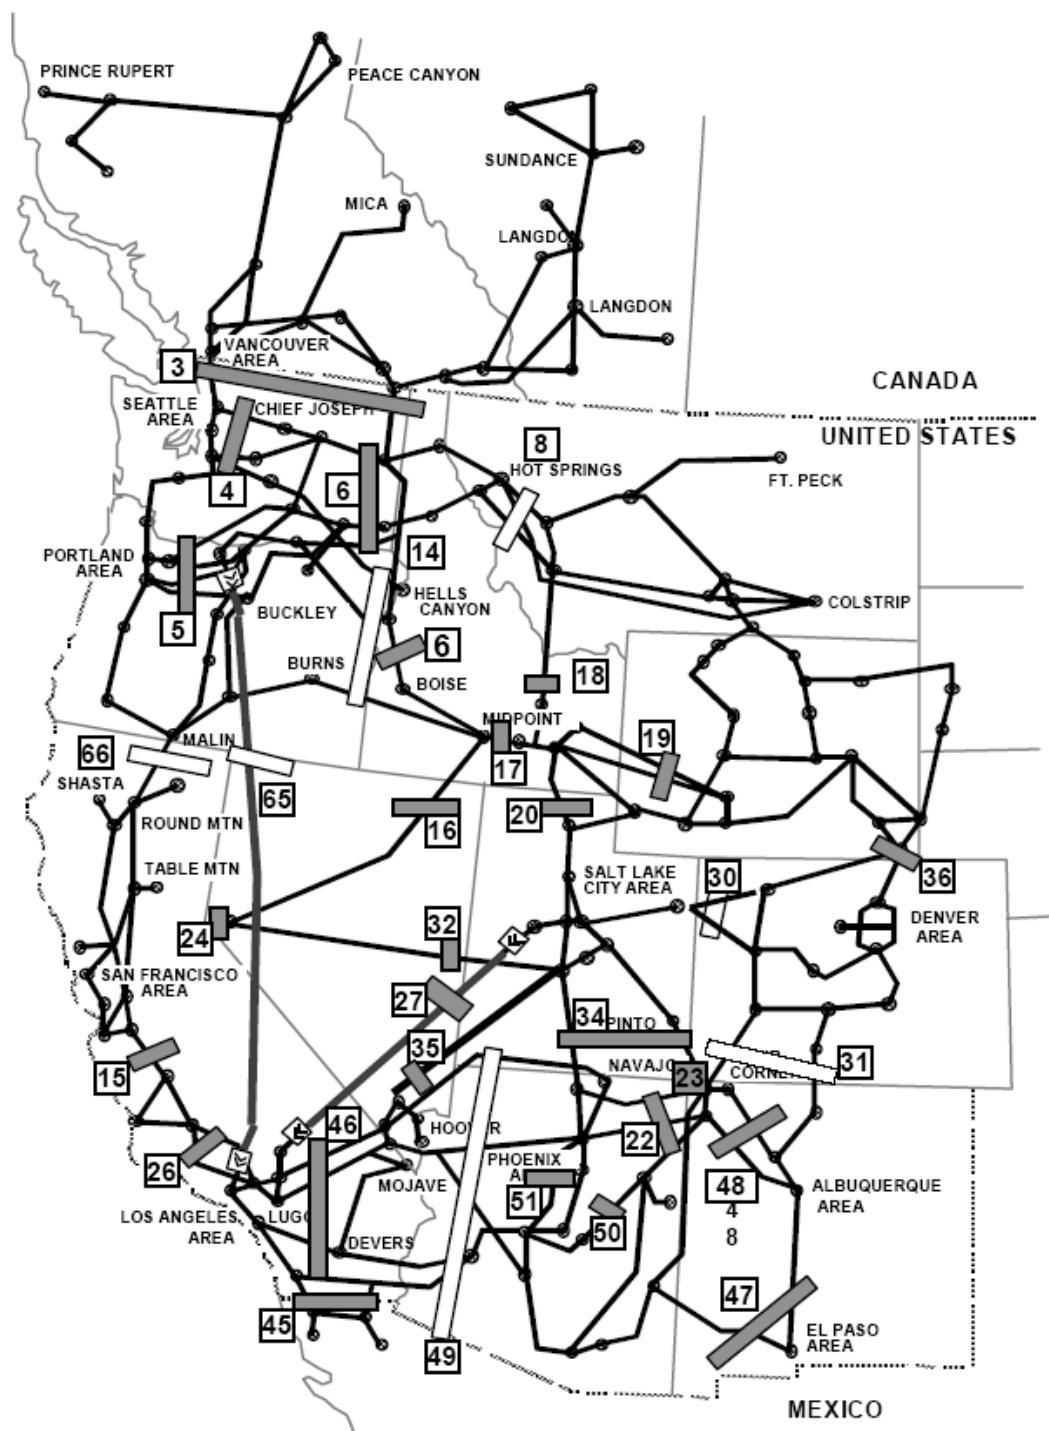 PRINCE RUPERT
PEACE CANYON
SUNDANCE
MICA
LANGDON
LANGDON
VANCOUVER
AREA
3
CANADA
SEATTLE
AREA
CHIEF JOSEPH
UNITED STATES
8
HOT SPRINGS
FT. PECK
4
6
PORTLAND
AREA
14
HELLS
CANYON
COLSTRIP
BUCKLEY
5
6
BURNS
BOISE
18
MIDPOINT
MALIN
66
19
17
SHASTA
65
ROUND MTN
16
20
TABLE MTN
SALT LAKE
CITY AREA
30
36
DENVER
AREA
24
32
SAN FRANCISCO
AREA
27
34
PINTO
35
15
NAVAJO
23
CORNE
31
46
HOOVER
22
26
PHOENIX
A
MOJAVE
51
48
4
8
ALBUQUERQUE
AREA
LOS ANGELES
AREA
LUGO
50
DEVERS
47
45
EL PASO
AREA
49
MEXICO